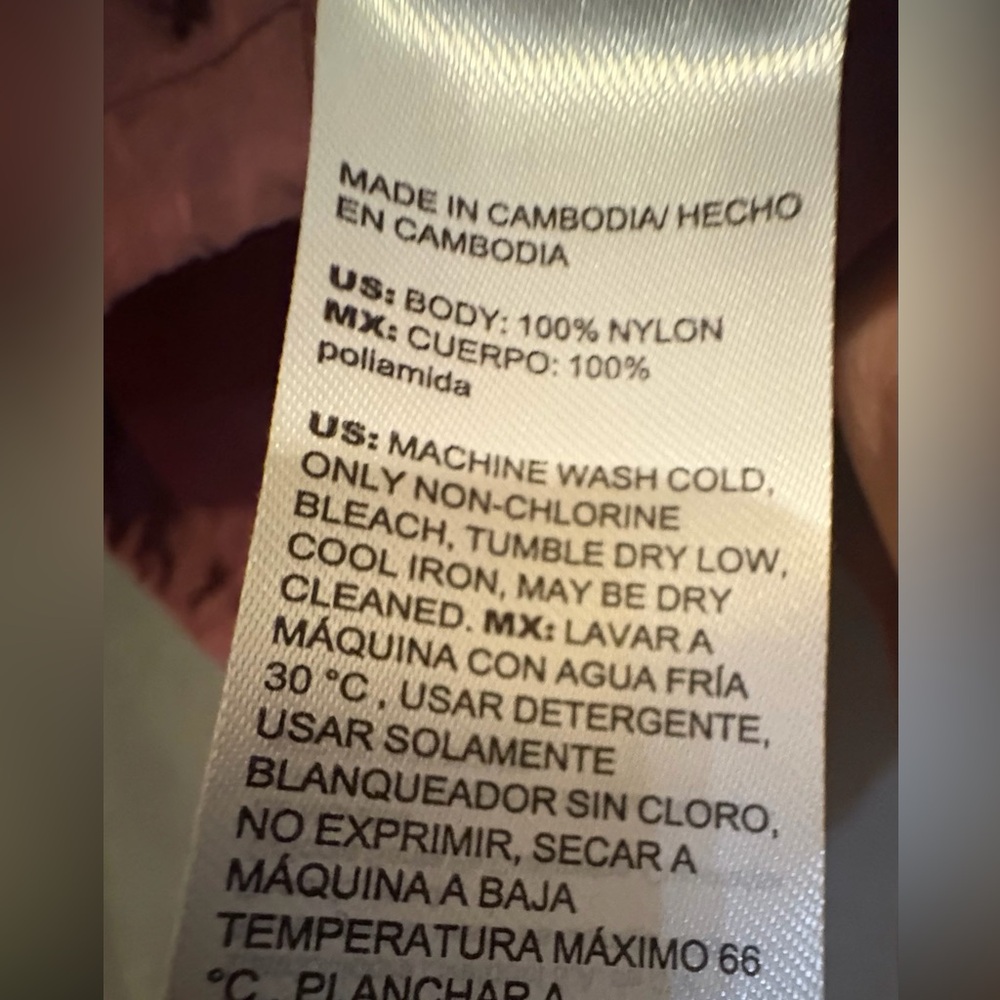 MADE IN CAMBODIA/ HECHO
EN CAMBODIA
US: BODY: 100% NYLON
MX: CUERPO: 100%
poliamida
US: MACHINE WASH COLD,
ONLY NON-CHLORINE
BLEACH, TUMBLE DRY LOW,
COOL IRON, MAY BE DRY
CLEANED. MX: LAVAR A
MÁQUINA CON AGUA FRÍA
30 °C , USAR DETERGENTE,
USAR SOLAMENTE
BLANQUEADOR SIN CLORO,
NO EXPRIMIR, SECAR A
MÁQUINA A BAJA
TEMPERATURA MÁXIMO 66
°C , PLANCHAR A